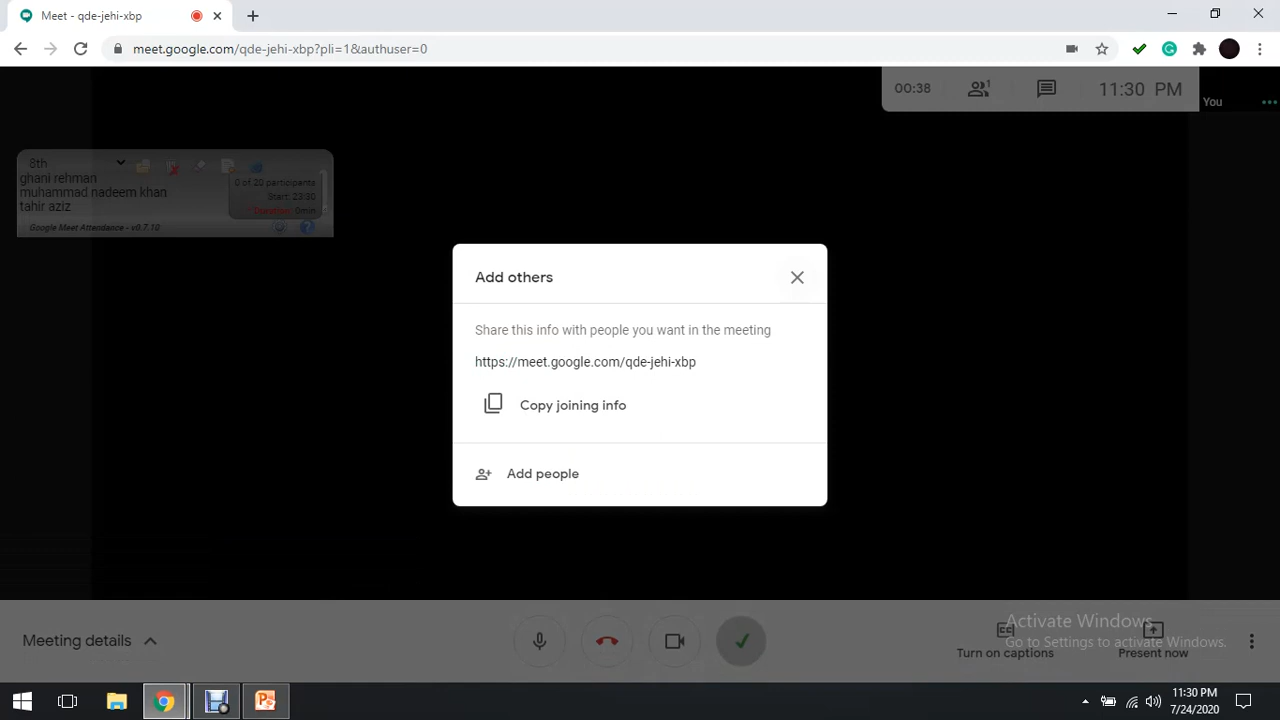 Meet - qde-jehi-xbp
meet.google.com/qde-jehi-xbp?pli=1&authuser=0
00:38
1
11:30 PM
You
8th
ghani rehman
muhammad nadeem khan
tahir aziz
0 of 20 participants
Start: 23:30
Duration: 0min
Google Meet Attendance - v0.7.10
Add others
Share this info with people you want in the meeting
https://meet.google.com/qde-jehi-xbp
Copy joining info
Add people
Meeting details
Turn on captions
Present now
Activate Windows
Go to Settings to activate Windows.
11:30 PM
7/24/2020